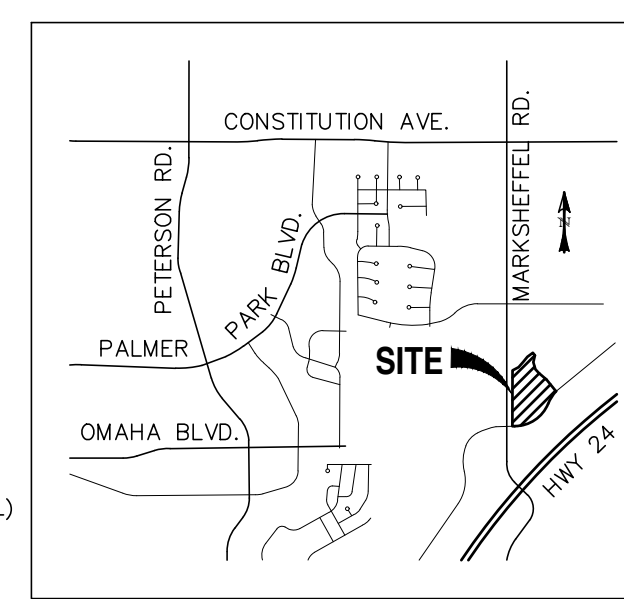 CONSTITUTION AVE.
PETERSON RD.
MARKSHEFFEL RD.
N
PARK BLVD.
PALMER
SITE
OMAHA BLVD.
HWY 24